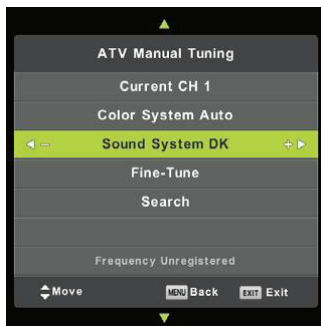 ATV Manual Tuning
Current CH 1
Color System Auto
Sound System DK
Fine-Tune
Search
Frequency Unregistered
Move MENU Back EXIT Exit